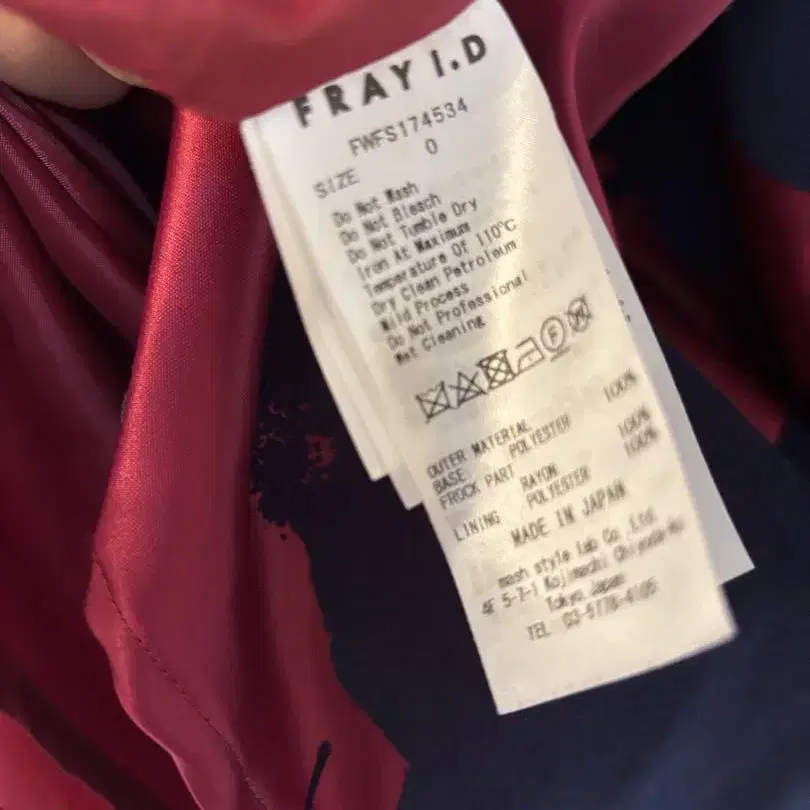 FRAY I.D
FWFS174534
SIZE 0
Do Not Wash
Do Not Bleach
Do Not Tumble Dry
Iron At Maximum
Temperature Of 110℃
Dry Clean Petroleum
Mild Process
Do Not Professional
Wet Cleaning
F
OUTER MATERIAL
BASE: POLYESTER 100%
FROCK PART RAYON 100%
LINING POLYESTER 100%
MADE IN JAPAN
mash style lab Co.,Ltd.
4F 5-7-1 Kojimachi Chiyoda-ku
Tokyo Japan
TEL 03-5778-4105